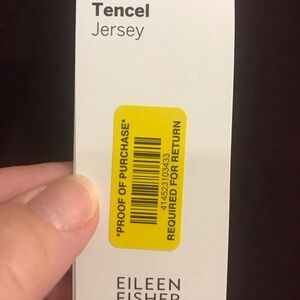 Tencel
Jersey
*PROOF OF PURCHASE*
414523103433
REQUIRED FOR RETURN
EILEEN
FISHER